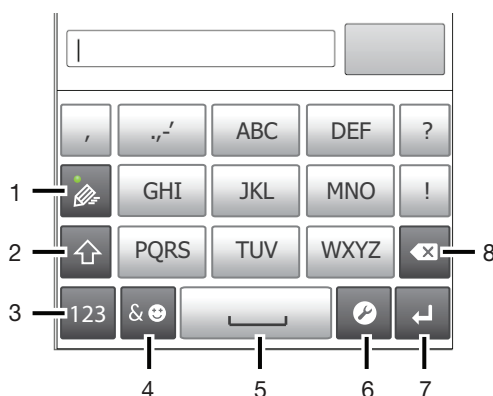 , .,-' ABC DEF ?
1 GHI JKL MNO !
2 PQRS TUV WXYZ 8
3 123 &
4 5 6 7